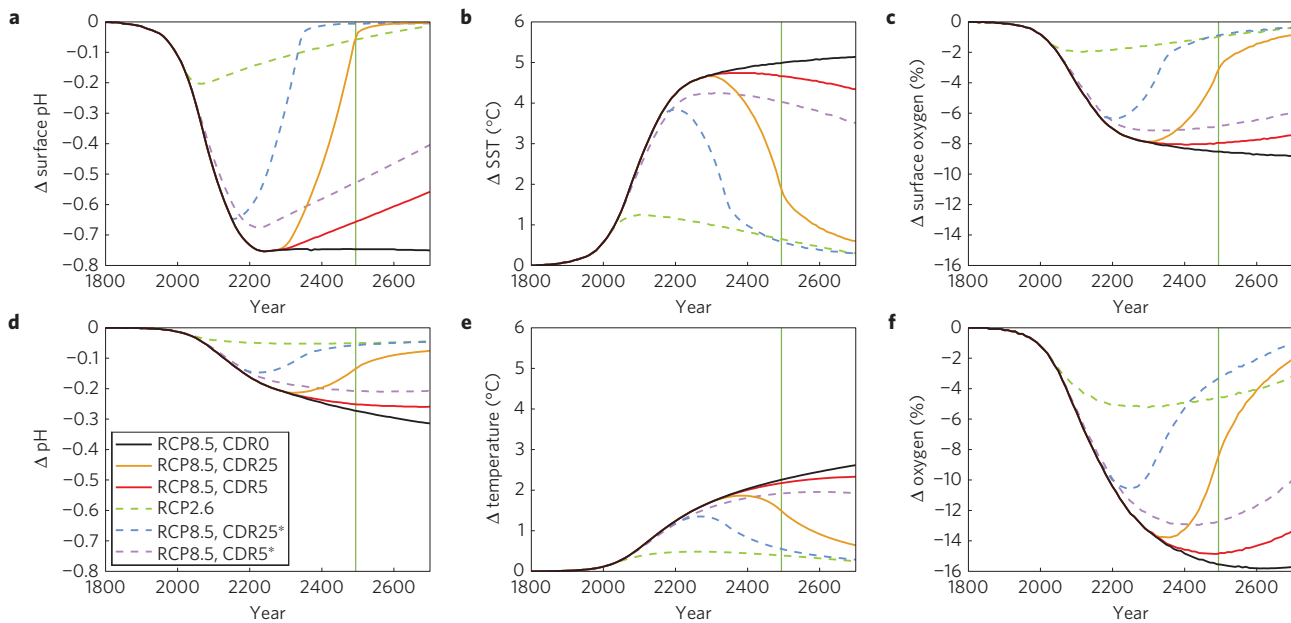 a
0
−0.1
−0.2
−0.3
−0.4
−0.5
−0.6
−0.7
−0.8
Δ surface pH
1800 2000 2200 2400 2600
Year
b
6
5
4
3
2
1
0
Δ SST (°C)
1800 2000 2200 2400 2600
Year
c
0
−2
−4
−6
−8
−10
−12
−14
−16
Δ surface oxygen (%)
1800 2000 2200 2400 2600
Year
d
0
−0.1
−0.2
−0.3
−0.4
−0.5
−0.6
−0.7
−0.8
Δ pH
RCP8.5, CDR0
RCP8.5, CDR25
RCP8.5, CDR5
RCP2.6
RCP8.5, CDR25*
RCP8.5, CDR5*
1800 2000 2200 2400 2600
Year
e
6
5
4
3
2
1
0
Δ temperature (°C)
1800 2000 2200 2400 2600
Year
f
0
−2
−4
−6
−8
−10
−12
−14
−16
Δ oxygen (%)
1800 2000 2200 2400 2600
Year